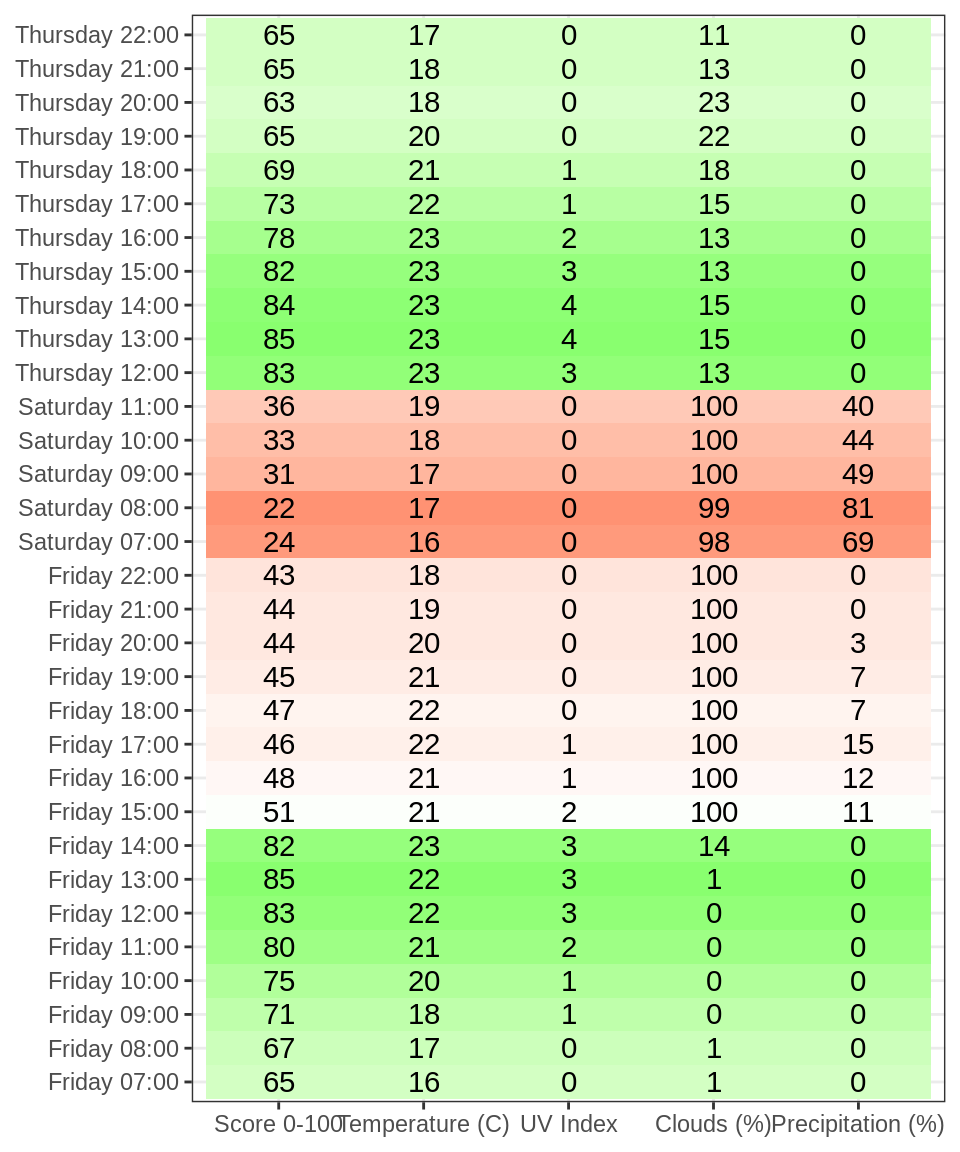 Thursday 22:00 65 17 0 11 0
Thursday 21:00 65 18 0 13 0
Thursday 20:00 63 18 0 23 0
Thursday 19:00 65 20 0 22 0
Thursday 18:00 69 21 1 18 0
Thursday 17:00 73 22 1 15 0
Thursday 16:00 78 23 2 13 0
Thursday 15:00 82 23 3 13 0
Thursday 14:00 84 23 4 15 0
Thursday 13:00 85 23 4 15 0
Thursday 12:00 83 23 3 13 0
Saturday 11:00 36 19 0 100 40
Saturday 10:00 33 18 0 100 44
Saturday 09:00 31 17 0 100 49
Saturday 08:00 22 17 0 99 81
Saturday 07:00 24 16 0 98 69
Friday 22:00 43 18 0 100 0
Friday 21:00 44 19 0 100 0
Friday 20:00 44 20 0 100 3
Friday 19:00 45 21 0 100 7
Friday 18:00 47 22 0 100 7
Friday 17:00 46 22 1 100 15
Friday 16:00 48 21 1 100 12
Friday 15:00 51 21 2 100 11
Friday 14:00 82 23 3 14 0
Friday 13:00 85 22 3 1 0
Friday 12:00 83 22 3 0 0
Friday 11:00 80 21 2 0 0
Friday 10:00 75 20 1 0 0
Friday 09:00 71 18 1 0 0
Friday 08:00 67 17 0 1 0
Friday 07:00 65 16 0 1 0
Score 0-100 Temperature (C) UV Index Clouds (%) Precipitation (%)